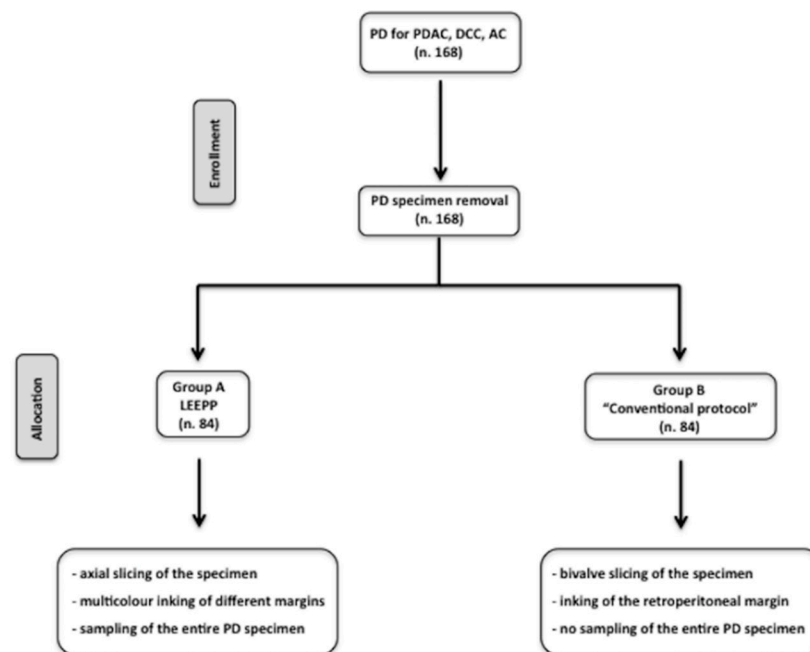 PD for PDAC, DCC, AC
(n. 168)
Enrollment
PD specimen removal
(n. 168)
Allocation
Group A
LEEPP
(n. 84)
Group B
“Conventional protocol”
(n. 84)
- axial slicing of the specimen
- multicolour inking of different margins
- sampling of the entire PD specimen
- bivalve slicing of the specimen
- inking of the retroperitoneal margin
- no sampling of the entire PD specimen